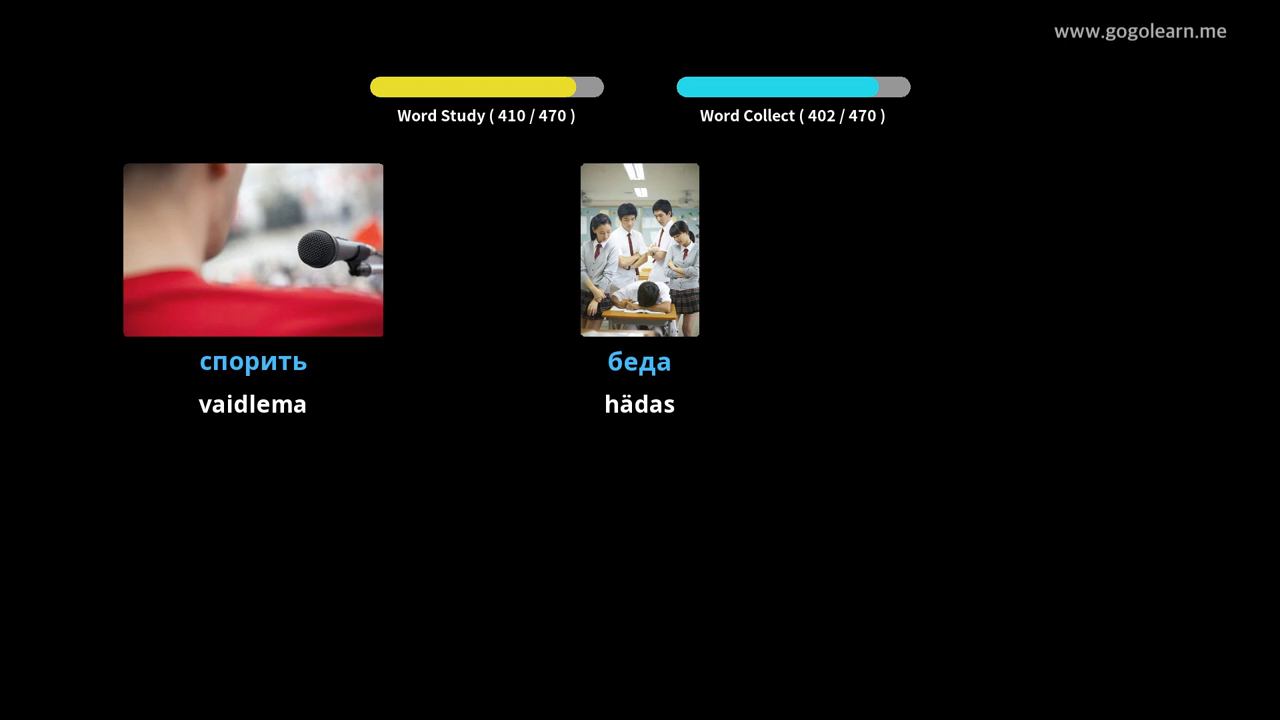 www.gogolearn.me
Word Study ( 410 / 470 )
Word Collect ( 402 / 470 )
спорить
vaidlema
беда
hädas